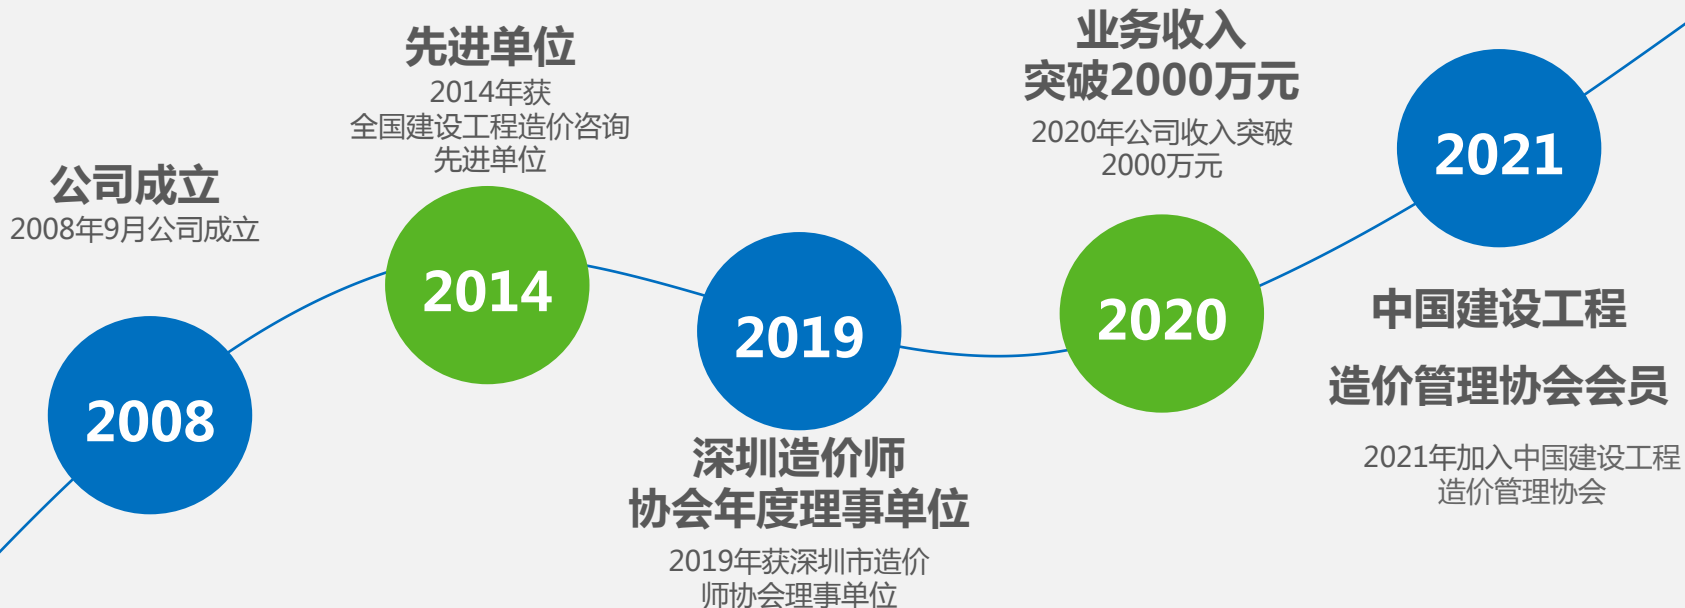 公司成立
2008年9月公司成立
2008
先进单位
2014年获
全国建设工程造价咨询
先进单位
2014
2019
深圳造价师
协会年度理事单位
2019年获深圳市造价
师协会理事单位
业务收入
突破2000万元
2020年公司收入突破
2000万元
2020
2021
中国建设工程
造价管理协会会员
2021年加入中国建设工程
造价管理协会